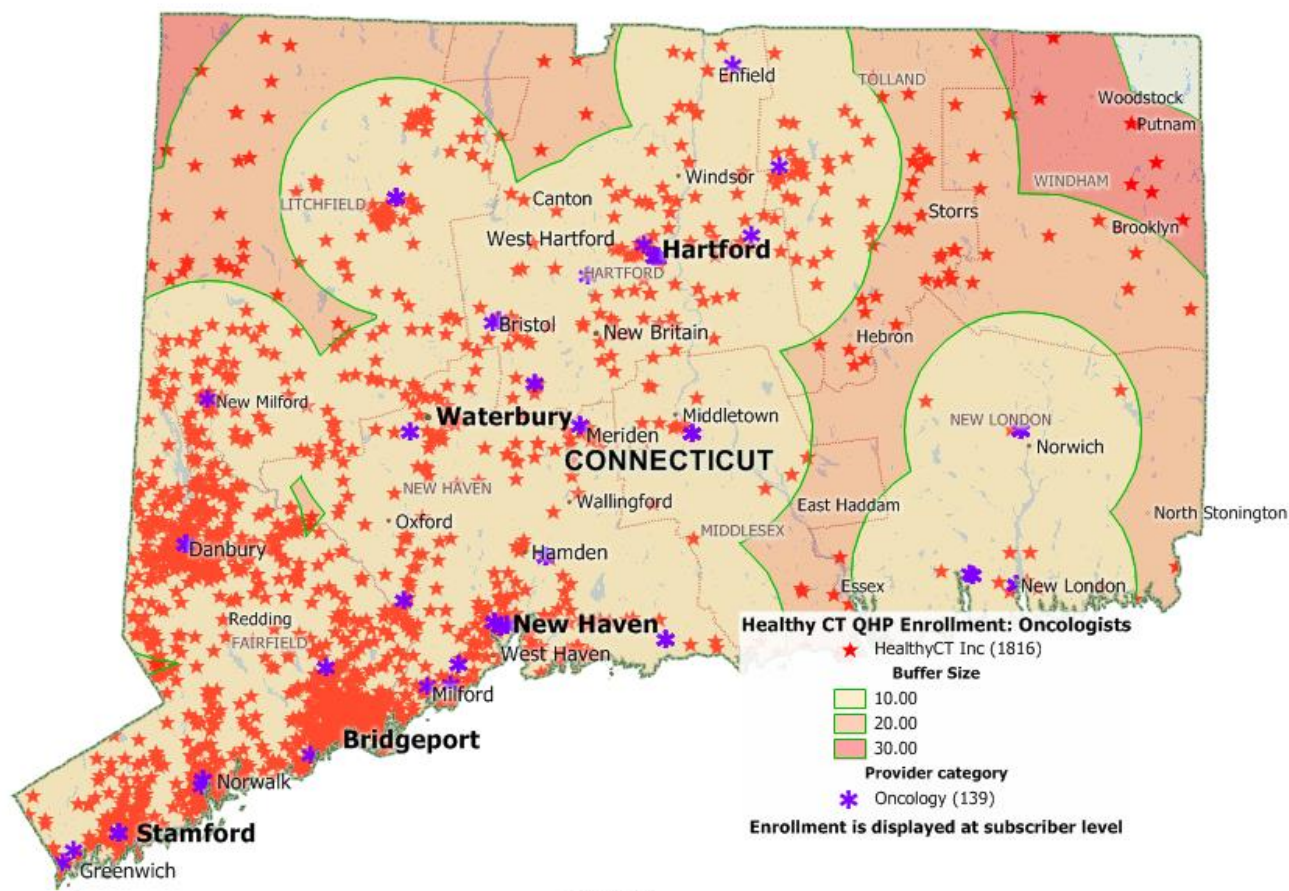 Enfield
TOLLAND
Woodstock
Putnam
Windsor
WINDHAM
LITCHFIELD
Canton
Storrs
Brooklyn
West Hartford
Hartford
HARTFORD
Bristol
New Britain
Hebron
New Milford
Waterbury
Middletown
NEW LONDON
Meriden
Norwich
CONNECTICUT
NEW HAVEN
Wallingford
East Haddam
North Stonington
Oxford
MIDDLESEX
Danbury
Hamden
Essex
New London
Redding
New Haven
FAIRFIELD
West Haven
Milford
Bridgeport
Norwalk
Stamford
Greenwich
Healthy CT QHP Enrollment: Oncologists
HealthyCT Inc (1816)
Buffer Size
10.00
20.00
30.00
Provider category
Oncology (139)
Enrollment is displayed at subscriber level